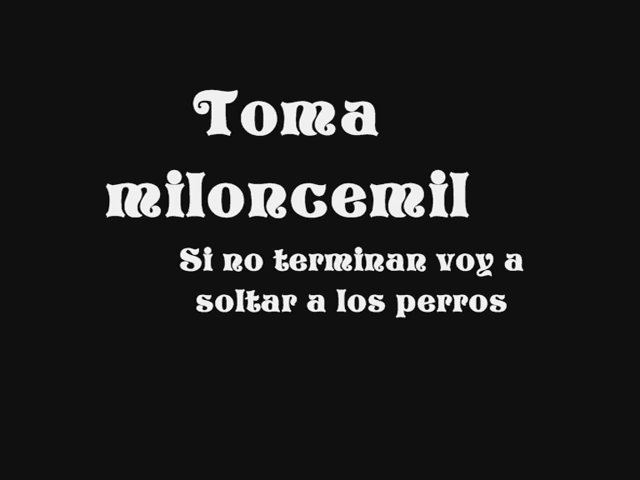 Toma
miloncemil
Si no terminan voy a
soltar a los perros